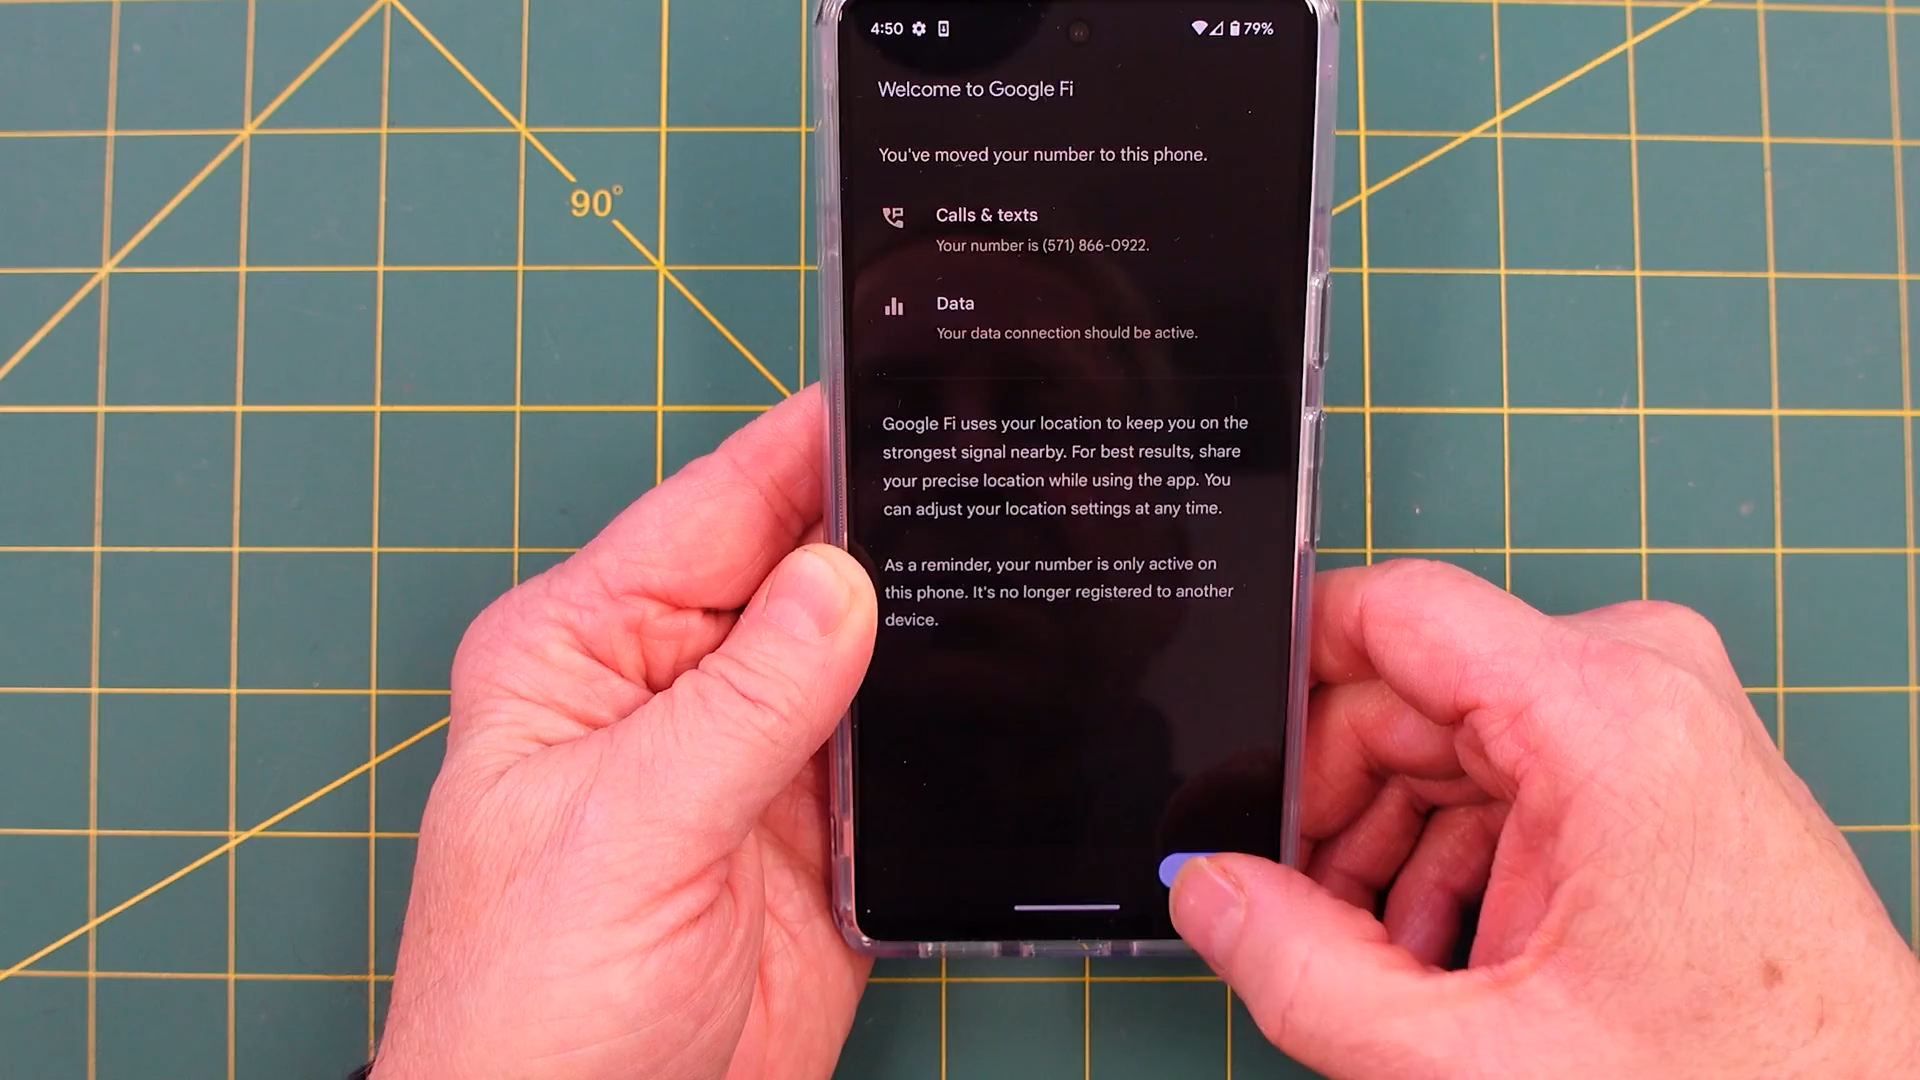 4:50 79%
Welcome to Google Fi
You've moved your number to this phone.
Calls & texts
Your number is (571) 866-0922.
Data
Your data connection should be active.
Google Fi uses your location to keep you on the
strongest signal nearby. For best results, share
your precise location while using the app. You
can adjust your location settings at any time.
As a reminder, your number is only active on
this phone. It's no longer registered to another
device.
90°